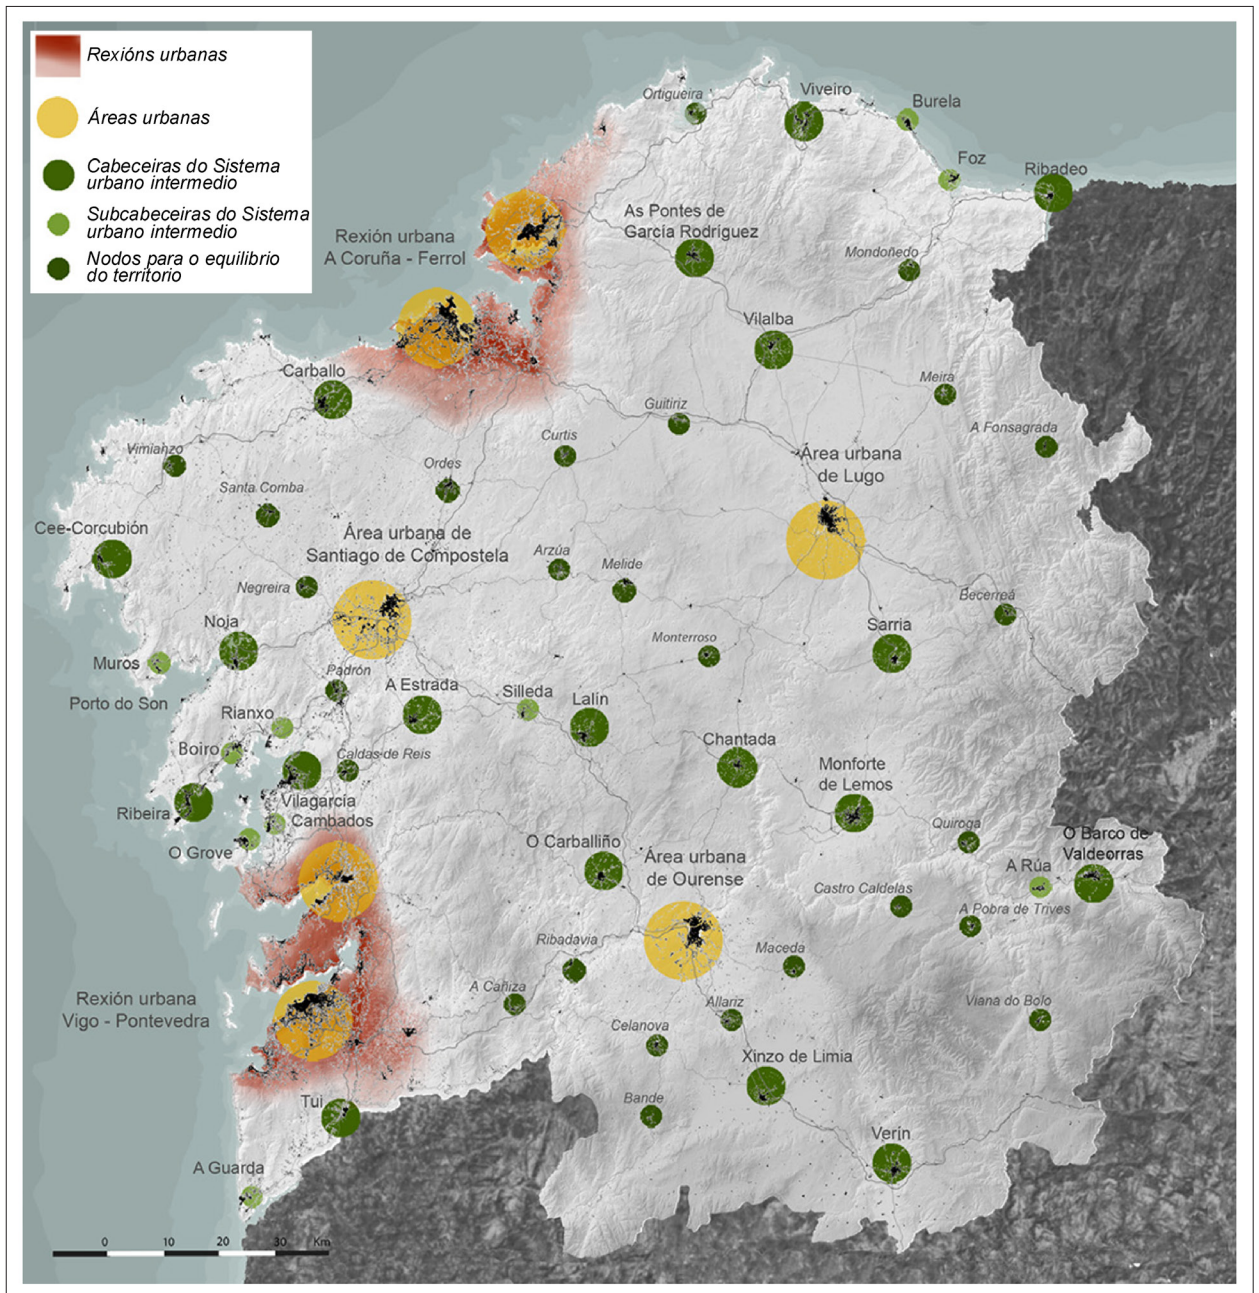 Rexións urbanas
Áreas urbanas
Cabeceiras do Sistema
urbano intermedio
Subcabeceiras do Sistema
urbano intermedio
Nodos para o equilibrio
do territorio
Ortigueira
Viveiro
Burela
Foz
Ribadeo
As Pontes de
García Rodríguez
Rexión urbana
A Coruña - Ferrol
Mondoñedo
Vilalba
Carballo
Meira
Guitiriz
A Fonsagrada
Curtis
Vimianzo
Área urbana
de Lugo
Ordes
Santa Comba
Cee-Corcubión
Área urbana de
Santiago de Compostela
Arzúa
Melide
Negreira
Becerreá
Noja
Sarria
Monterroso
Muros
Padrón
A Estrada
Silleda
Lalín
Porto do Son
Rianxo
Boiro
Caldas de Reis
Chantada
Monforte
de Lemos
Ribeira
Vilagarcía
Cambados
Quiroga
O Barco de
Valdeorras
O Grove
O Carballiño
Área urbana
de Ourense
A Rúa
Castro Caldelas
A Pobra de Trives
Ribadavia
Maceda
Rexión urbana
Vigo - Pontevedra
A Cañiza
Allariz
Viana do Bolo
Celanova
Xinzo de Limia
Tui
Bande
Verín
A Guarda
0 10 20 30 Km